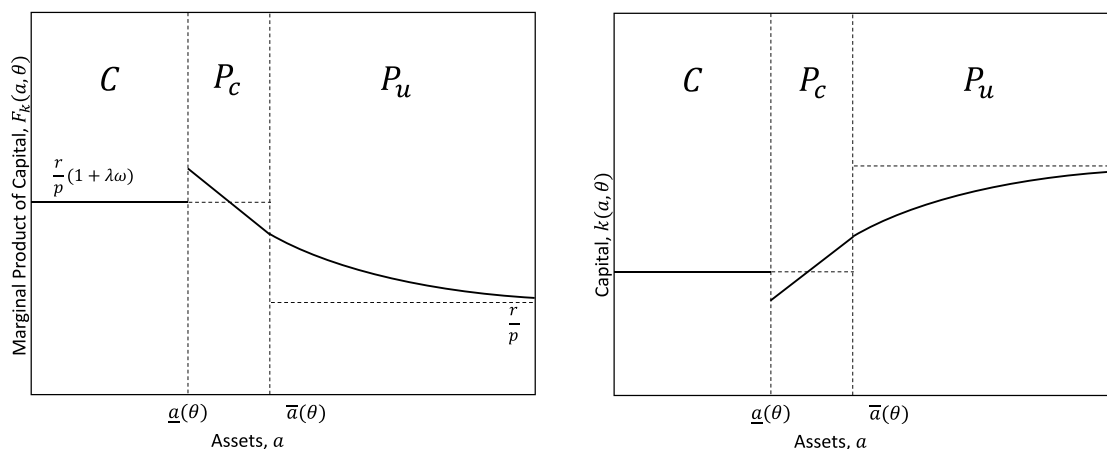 Marginal Product of Capital, F_k(a, θ)
C
P_c
P_u
r/p (1 + λω)
r/p
a̲(θ)
a̅(θ)
Assets, a
Capital, k(a, θ)
C
P_c
P_u
a̲(θ)
a̅(θ)
Assets, a